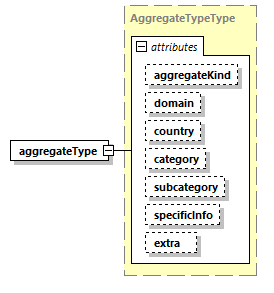 AggregateTypeType
attributes
aggregateKind
domain
country
aggregateType
category
subcategory
specificInfo
extra